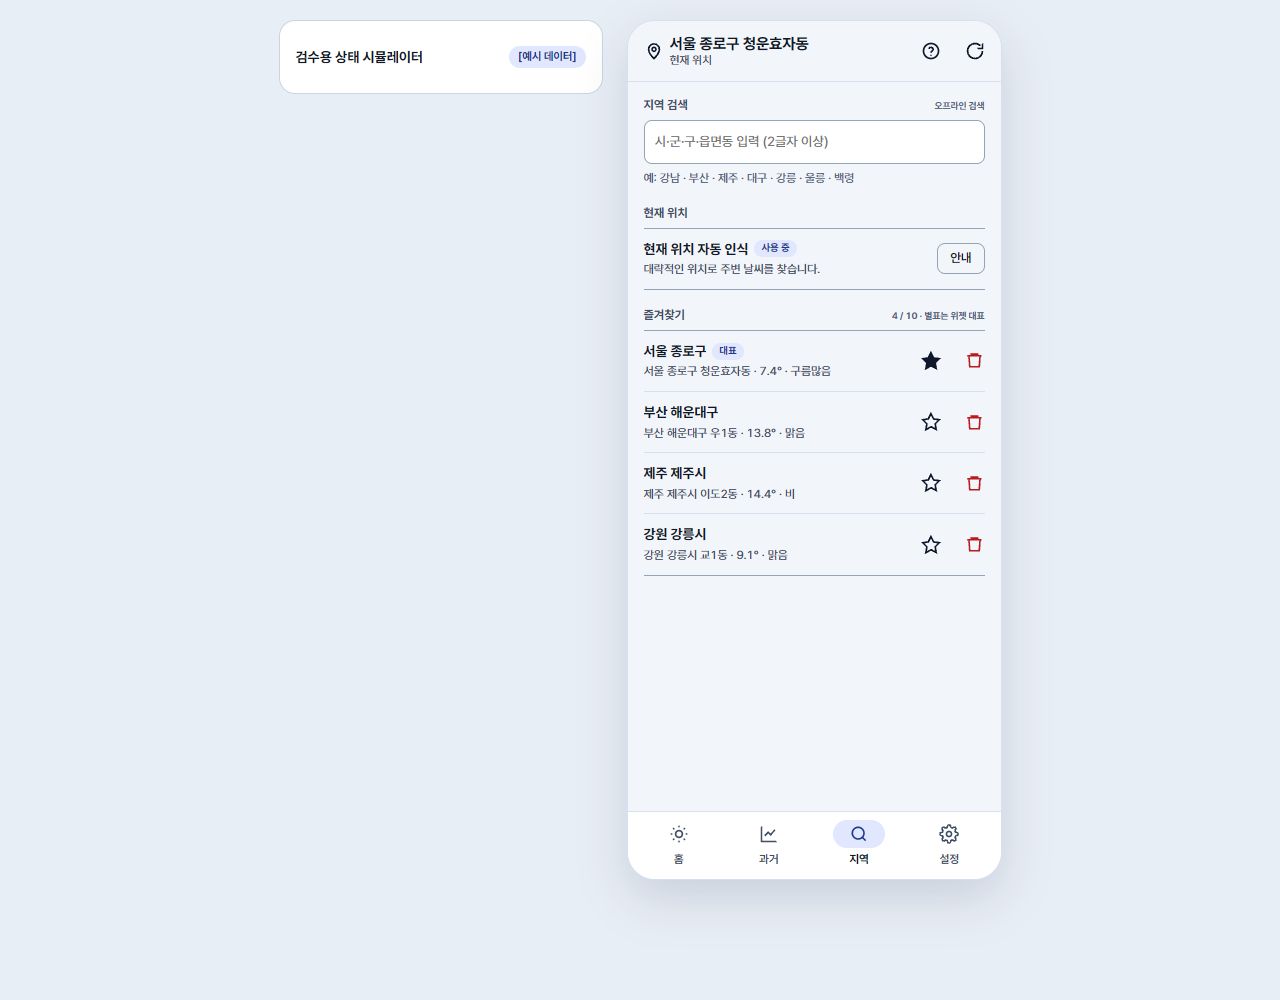 검수용 상태 시뮬레이터
[예시 데이터]
서울 종로구 청운효자동
현재 위치
지역 검색
오프라인 검색
시·군·구·읍면동 입력 (2글자 이상)
예: 강남 · 부산 · 제주 · 대구 · 강릉 · 울릉 · 백령
현재 위치
현재 위치 자동 인식 사용 중
대략적인 위치로 주변 날씨를 찾습니다.
안내
즐겨찾기
4 / 10 · 별표는 위젯 대표
서울 종로구 대표
서울 종로구 청운효자동 · 7.4° · 구름많음
부산 해운대구
부산 해운대구 우1동 · 13.8° · 맑음
제주 제주시
제주 제주시 이도2동 · 14.4° · 비
강원 강릉시
강원 강릉시 교1동 · 9.1° · 맑음
홈
과거
지역
설정